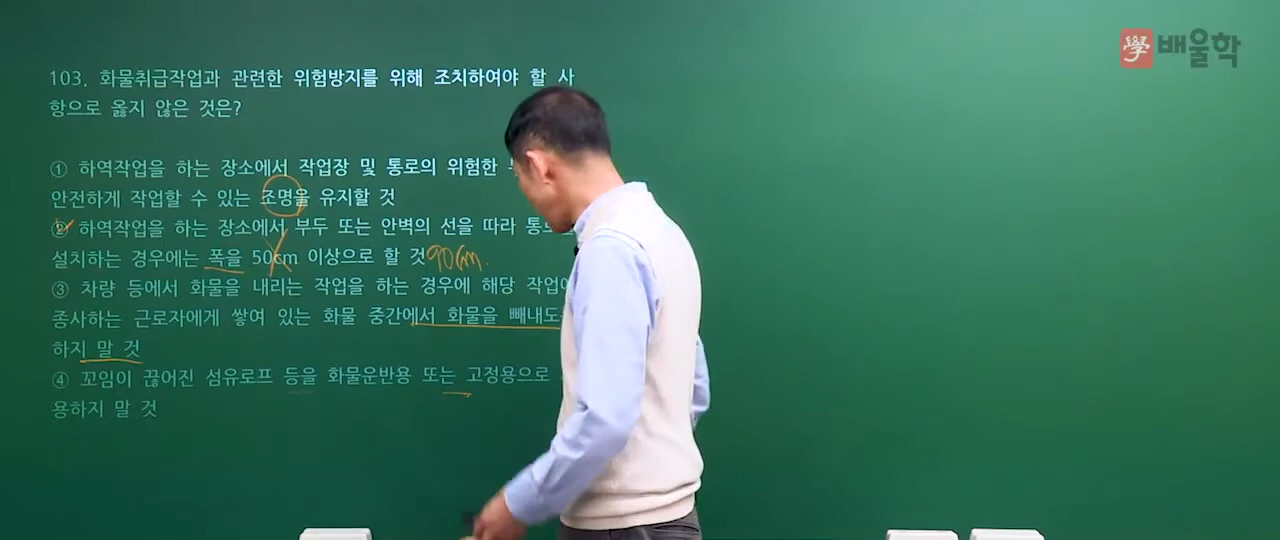 學 배울학
103. 화물취급작업과 관련한 위험방지를 위해 조치하여야 할 사
항으로 옳지 않은 것은?
① 하역작업을 하는 장소에서 작업장 및 통로의 위험한
안전하게 작업할 수 있는 조명을 유지할 것
② 하역작업을 하는 장소에서 부두 또는 안벽의 선을 따라
설치하는 경우에는 폭을 50cm 이상으로 할 것 90cm.
③ 차량 등에서 화물을 내리는 작업을 하는 경우에 해당
종사하는 근로자에게 쌓여 있는 화물 중간에서 화물을
하지 말 것
④ 꼬임이 끊어진 섬유로프 등을 화물운반용 또는 고정용으로
용하지 말 것